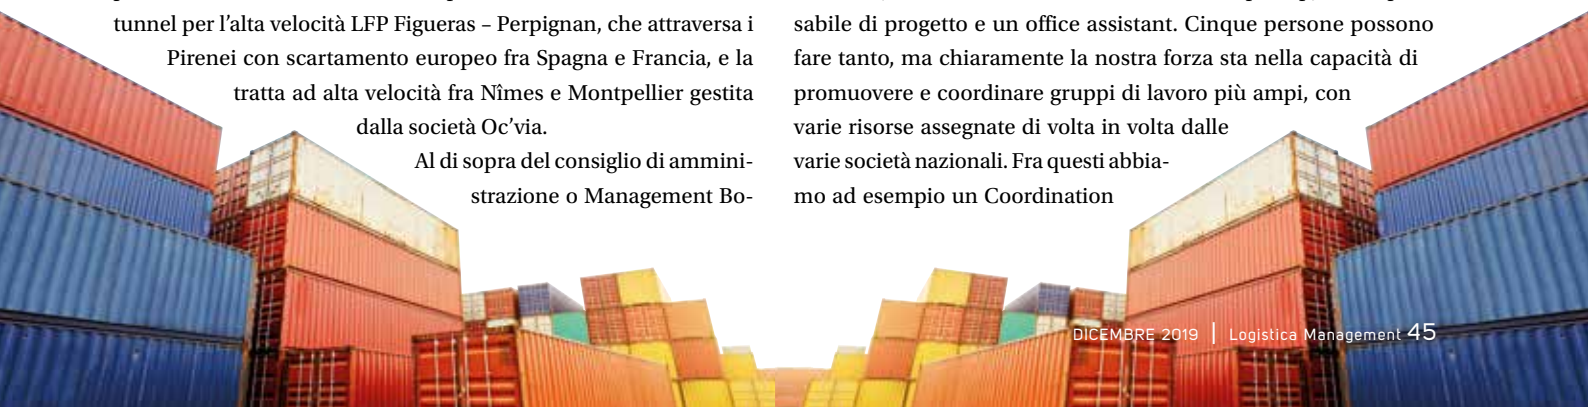 tunnel per l'alta velocità LFP Figueras – Perpignan, che attraversa i
Pirenei con scartamento europeo fra Spagna e Francia, e la
tratta ad alta velocità fra Nîmes e Montpellier gestita
dalla società Oc'via.
Al di sopra del consiglio di ammini-
strazione o Management Bo-
sabile di progetto e un office assistant. Cinque persone possono
fare tanto, ma chiaramente la nostra forza sta nella capacità di
promuovere e coordinare gruppi di lavoro più ampi, con
varie risorse assegnate di volta in volta dalle
varie società nazionali. Fra questi abbia-
mo ad esempio un Coordination
DICEMBRE 2019 | Logistica Management 45